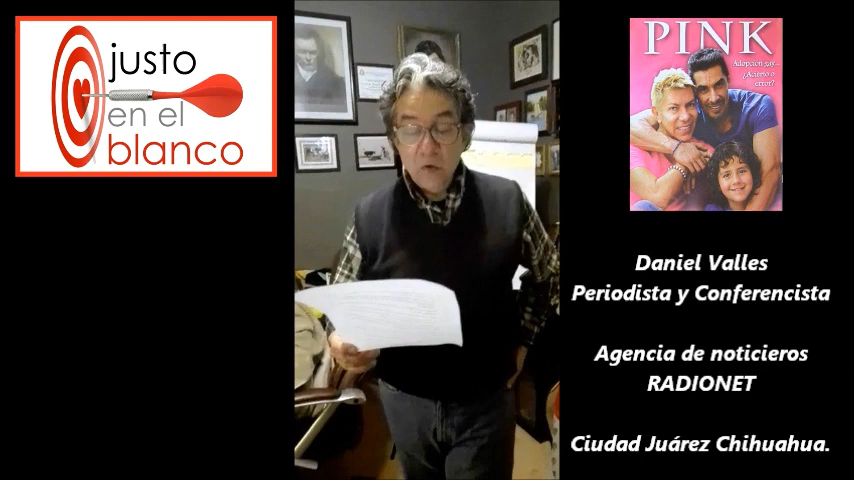 justo
en el
blanco
PINK
Adopción gay...
¿Acierto o
error?
Daniel Valles
Periodista y Conferencista
Agencia de noticieros
RADIONET
Ciudad Juárez Chihuahua.